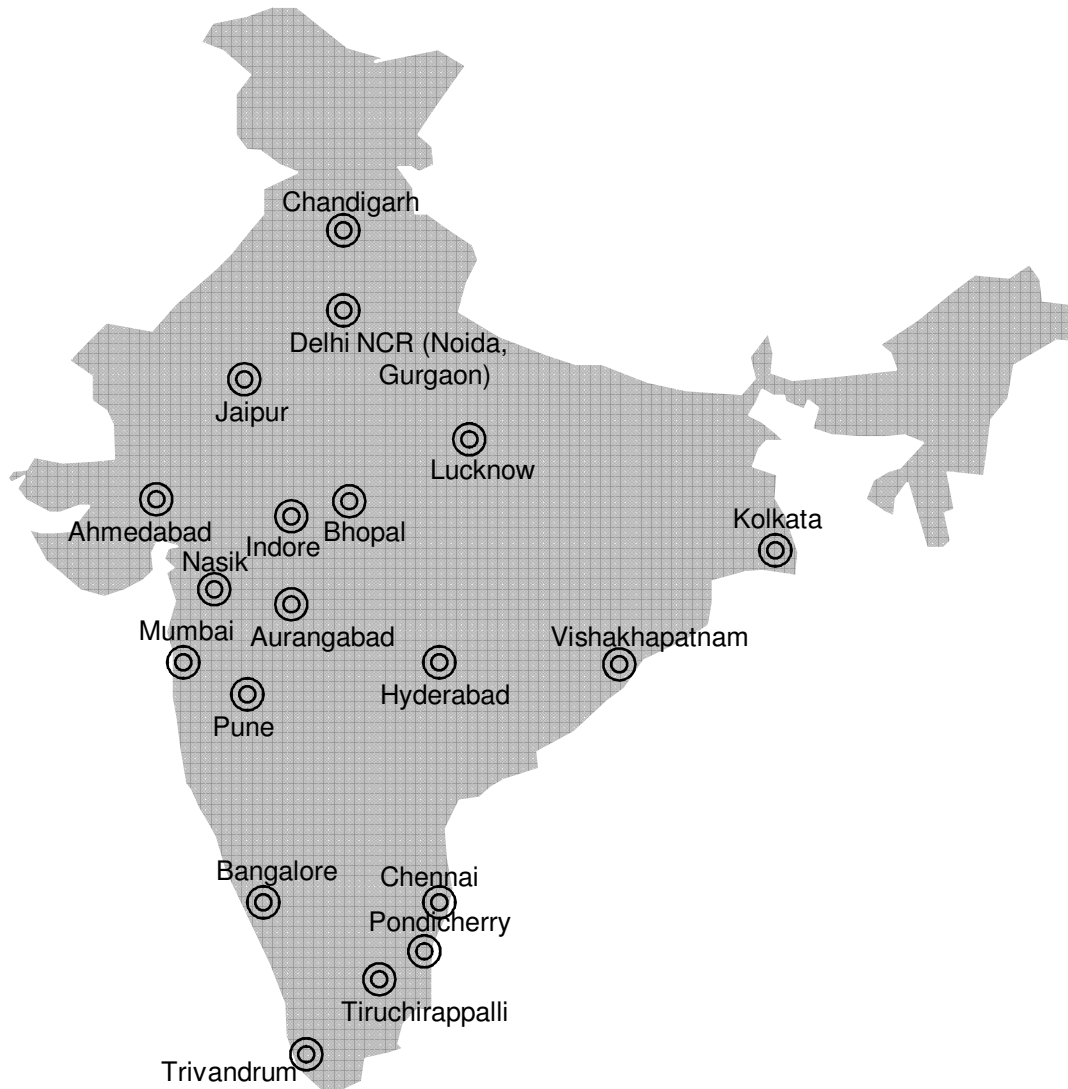 Chandigarh
Delhi NCR (Noida,
Gurgaon)
Jaipur
Lucknow
Ahmedabad
Bhopal
Indore
Kolkata
Nasik
Mumbai
Aurangabad
Vishakhapatnam
Hyderabad
Pune
Bangalore
Chennai
Pondicherry
Tiruchirappalli
Trivandrum